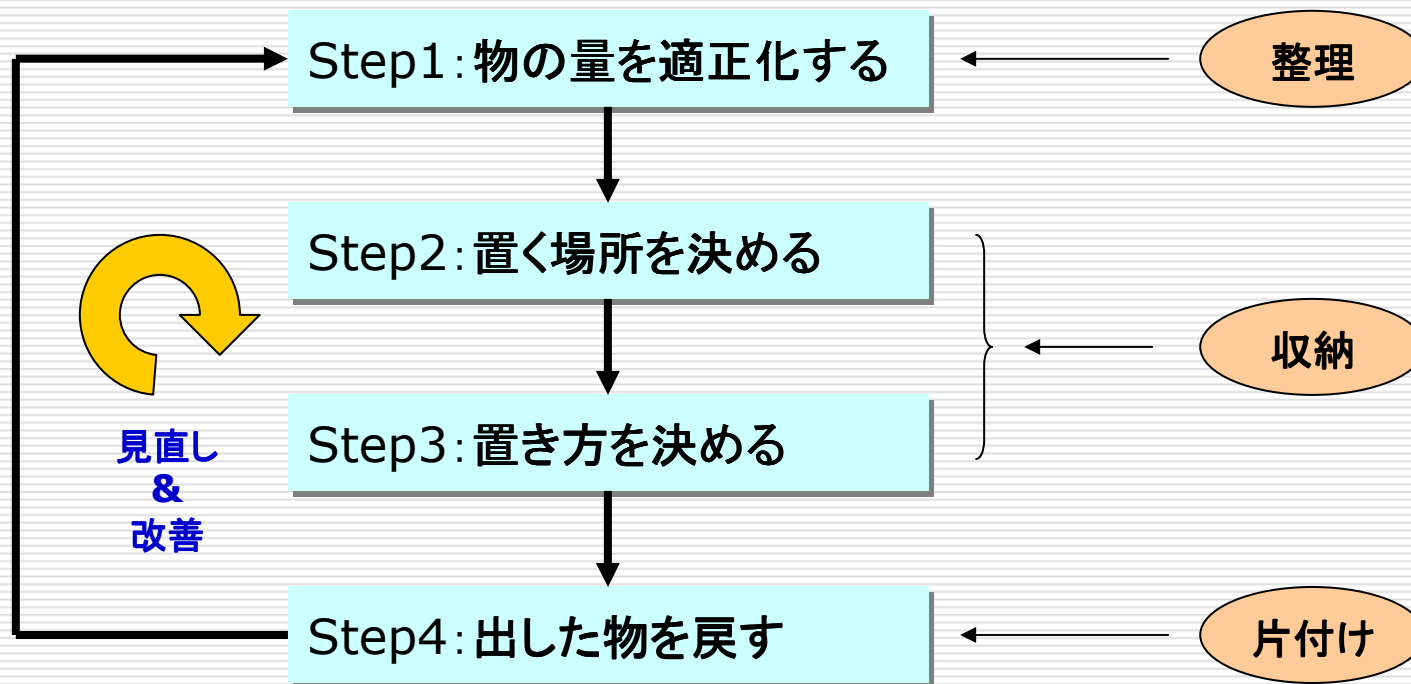 Step1：物の量を適正化する
整理
Step2：置く場所を決める
収納
Step3：置き方を決める
見直し
&
改善
Step4：出した物を戻す
片付け